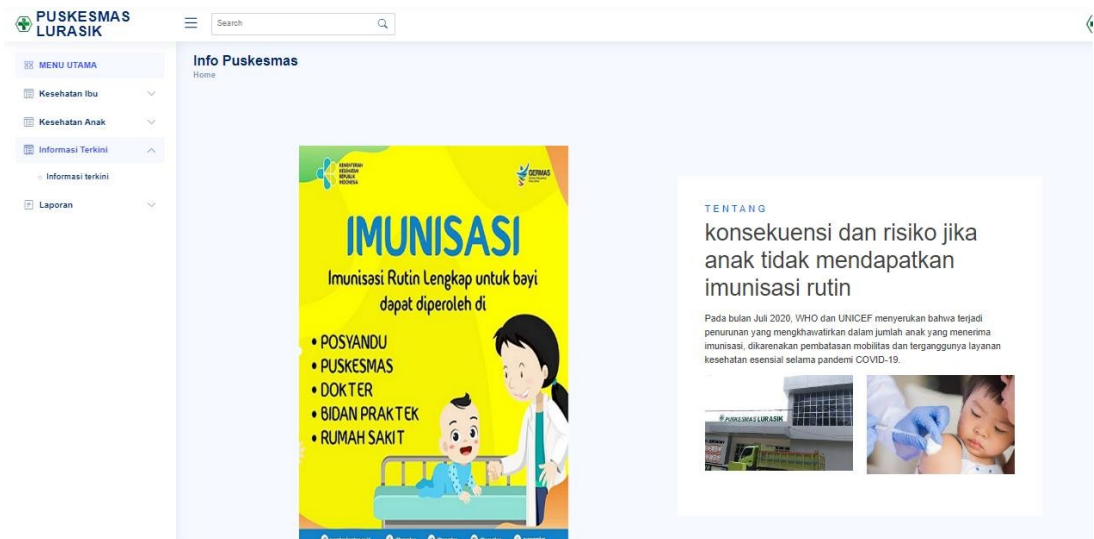 PUSKESMAS
LURASIK
Search
MENU UTAMA
Kesehatan Ibu
Kesehatan Anak
Informasi Terkini
Informasi terkini
Laporan
Info Puskesmas
Home
KEMENTERIAN
KESEHATAN
REPUBLIK
INDONESIA
GERMAS
IMUNISASI
Imunisasi Rutin Lengkap untuk bayi
dapat diperoleh di
• POSYANDU
• PUSKESMAS
• DOKTER
• BIDAN PRAKTEK
• RUMAH SAKIT
TENTANG
konsekuensi dan risiko jika
anak tidak mendapatkan
imunisasi rutin
Pada bulan Juli 2020, WHO dan UNICEF menyerukan bahwa terjadi
penurunan yang mengkhawatirkan dalam jumlah anak yang menerima
imunisasi, dikarenakan pembatasan mobilitas dan terganggunya layanan
kesehatan esensial selama pandemi COVID-19.
PUSKESMAS LURASIK